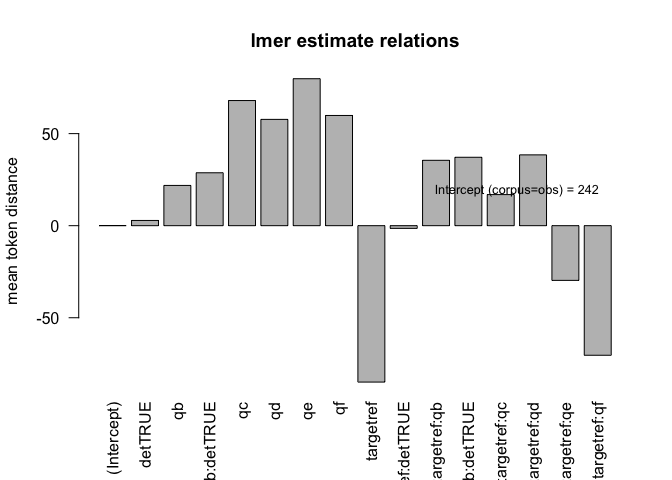 lmer estimate relations
mean token distance
50
0
-50
Intercept (corpus=obs) = 242
(Intercept)
detTRUE
qb
b:detTRUE
qc
qd
qe
qf
targetref
ef:detTRUE
argetref:qb
b:detTRUE
targetref:qc
argetref:qd
argetref:qe
targetref:qf